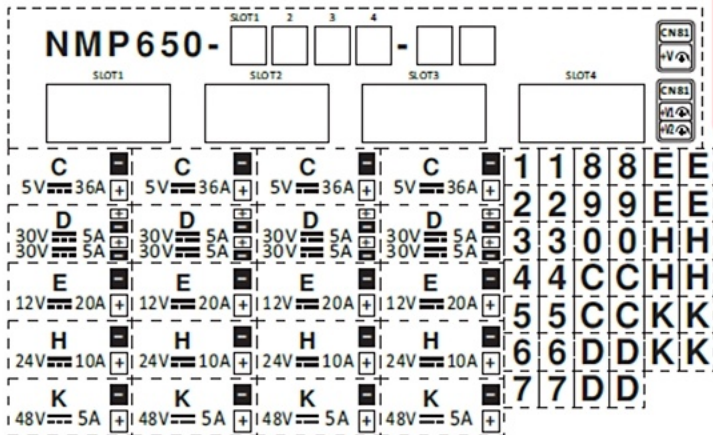 SLOT1 2 3 4
NMP650- -
CN81
+V
SLOT1 SLOT2 SLOT3 SLOT4
CN81
+V1
+V2
C - C - C - C -
5V 36A + 5V 36A + 5V 36A + 5V 36A +
D + D + D + D +
30V 5A - 30V 5A - 30V 5A - 30V 5A -
+ + + +
30V 5A - 30V 5A - 30V 5A - 30V 5A -
E - E - E - E -
12V 20A + 12V 20A + 12V 20A + 12V 20A +
H - H - H - H -
24V 10A + 24V 10A + 24V 10A + 24V 10A +
K - K - K - K -
48V 5A + 48V 5A + 48V 5A + 48V 5A +
1 1 8 8 E E
2 2 9 9 E E
3 3 0 0 H H
4 4 C C H H
5 5 C C K K
6 6 D D K K
7 7 D D